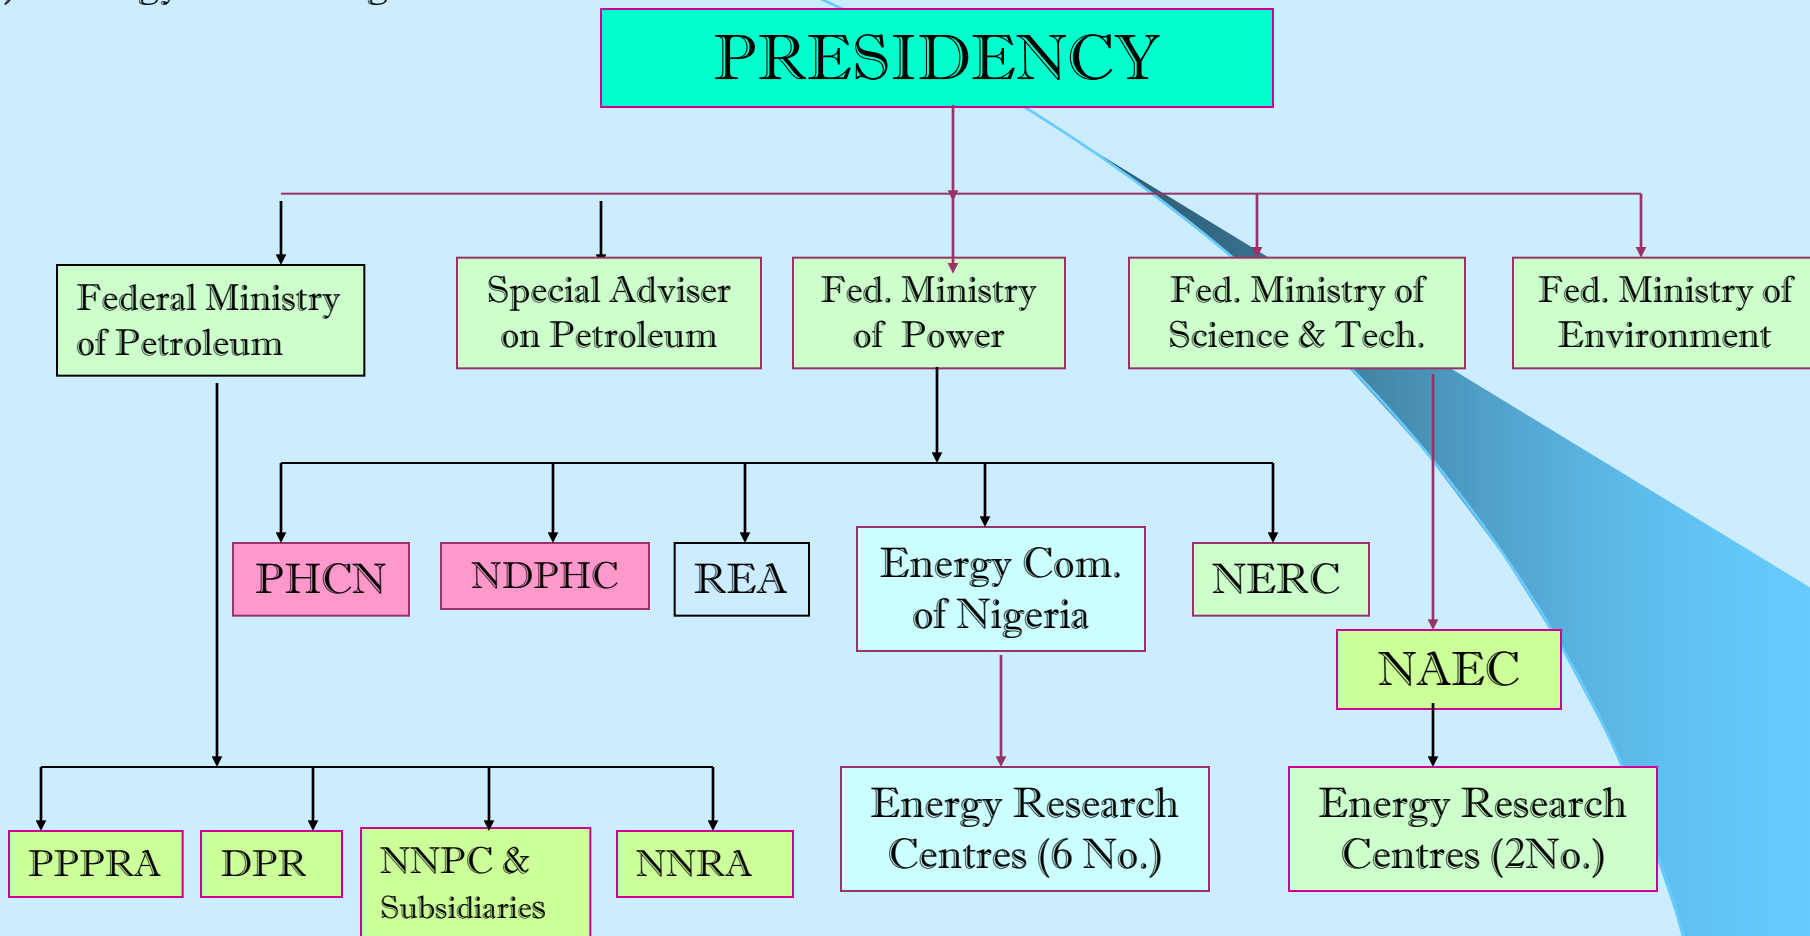 PRESIDENCY
Federal Ministry
of Petroleum
Special Adviser
on Petroleum
Fed. Ministry
of Power
Fed. Ministry of
Science & Tech.
Fed. Ministry of
Environment
PHCN
NDPHC
REA
Energy Com.
of Nigeria
NERC
NAEC
PPPRA
DPR
NNPC &
Subsidiaries
NNRA
Energy Research
Centres (6 No.)
Energy Research
Centres (2No.)